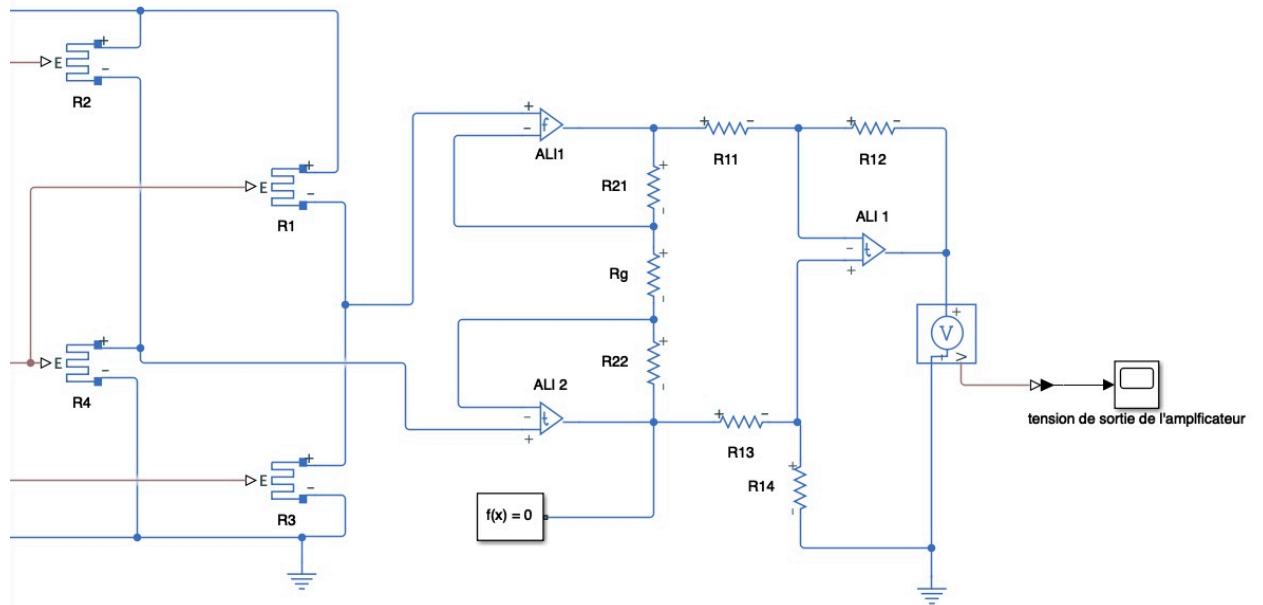 E
R2
E
R1
E
R4
E
R3
ALI1
R21
Rg
R22
ALI 2
R11
R12
ALI 1
R13
R14
f(x) = 0
V
V
tension de sortie de l'amplficateur